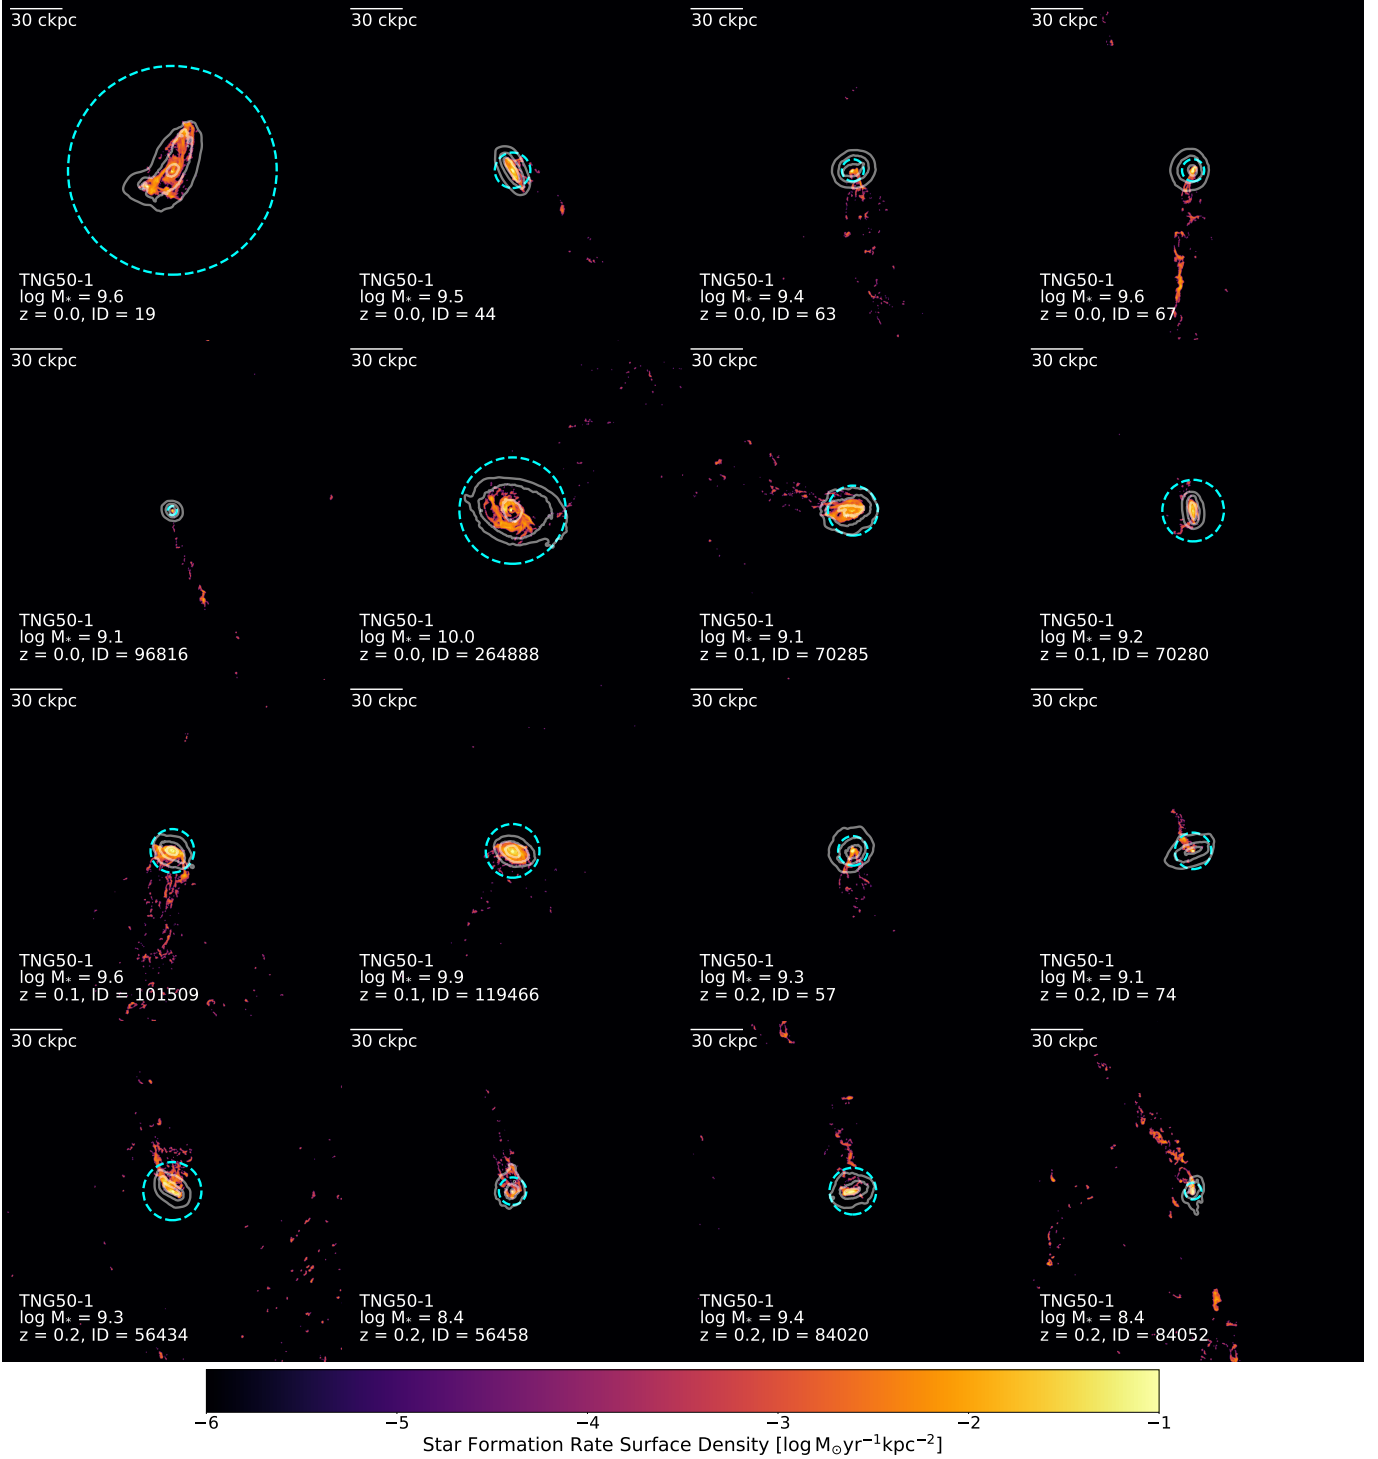 30 ckpc
TNG50-1
log M* = 9.6
z = 0.0, ID = 19
30 ckpc
TNG50-1
log M* = 9.5
z = 0.0, ID = 44
30 ckpc
TNG50-1
log M* = 9.4
z = 0.0, ID = 63
30 ckpc
TNG50-1
log M* = 9.6
z = 0.0, ID = 67
30 ckpc
TNG50-1
log M* = 9.1
z = 0.0, ID = 96816
30 ckpc
TNG50-1
log M* = 10.0
z = 0.0, ID = 264888
30 ckpc
TNG50-1
log M* = 9.1
z = 0.1, ID = 70285
30 ckpc
TNG50-1
log M* = 9.2
z = 0.1, ID = 70280
30 ckpc
TNG50-1
log M* = 9.6
z = 0.1, ID = 101509
30 ckpc
TNG50-1
log M* = 9.9
z = 0.1, ID = 119466
30 ckpc
TNG50-1
log M* = 9.3
z = 0.2, ID = 57
30 ckpc
TNG50-1
log M* = 9.1
z = 0.2, ID = 74
30 ckpc
TNG50-1
log M* = 9.3
z = 0.2, ID = 56434
30 ckpc
TNG50-1
log M* = 8.4
z = 0.2, ID = 56458
30 ckpc
TNG50-1
log M* = 9.4
z = 0.2, ID = 84020
30 ckpc
TNG50-1
log M* = 8.4
z = 0.2, ID = 84052
−6 −5 −4 −3 −2 −1
Star Formation Rate Surface Density [log M⊙yr⁻¹kpc⁻²]